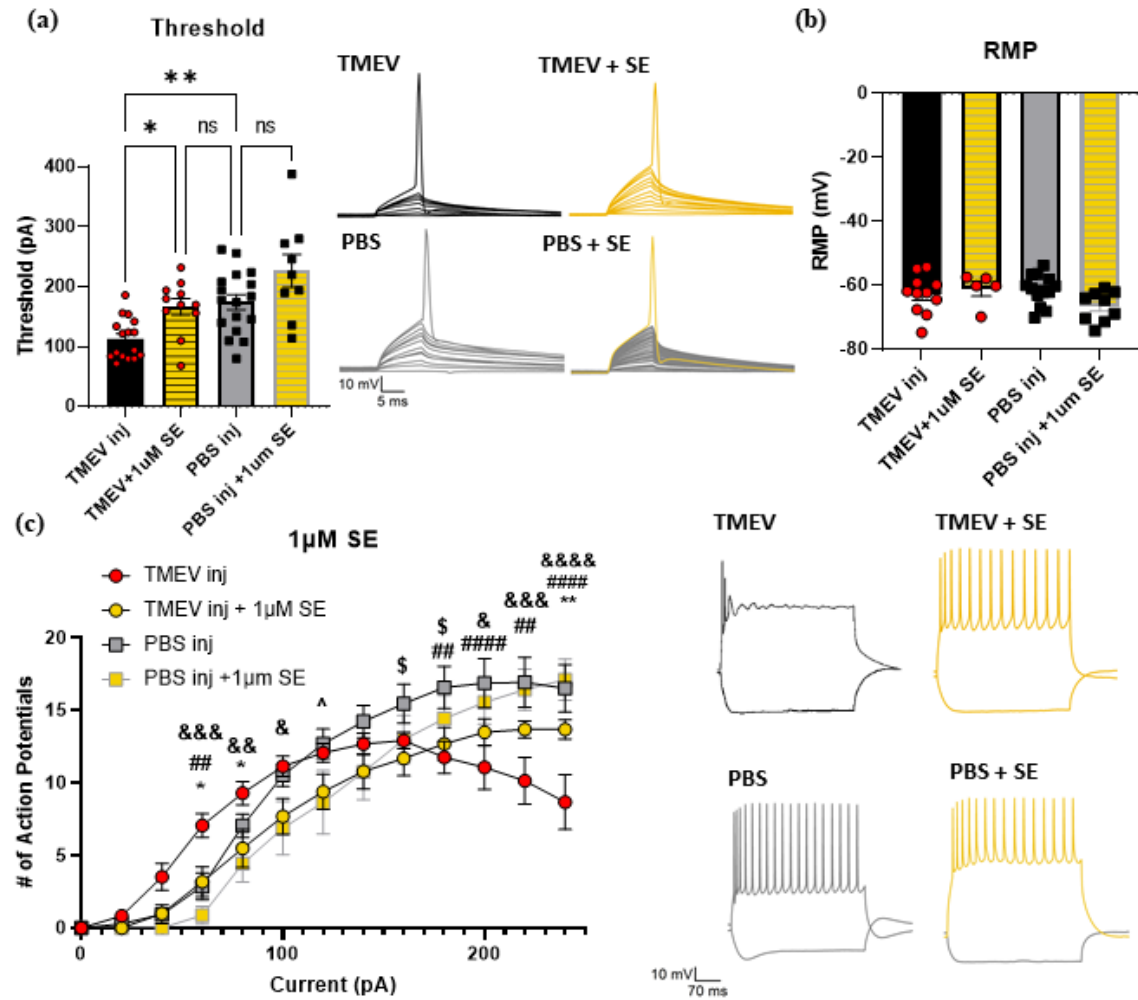 (a)
Threshold
**
*
ns
ns
400
300
200
100
0
Threshold (pA)
TMEV inj
TMEV+1uM SE
PBS inj
PBS inj +1um SE
TMEV
TMEV + SE
PBS
PBS + SE
10 mV
5 ms
(b)
RMP
0
-20
-40
-60
-80
RMP (mV)
TMEV inj
TMEV+1uM SE
PBS inj
PBS inj +1um SE
(c)
1µM SE
TMEV inj
TMEV inj + 1µM SE
PBS inj
PBS inj +1µm SE
&&&
##
*
&&
*
&
^
$
$
##
&
####
&&&
##
&&&&
####
**
20
15
10
5
0
# of Action Potentials
0
100
200
Current (pA)
TMEV
TMEV + SE
PBS
PBS + SE
10 mV
70 ms